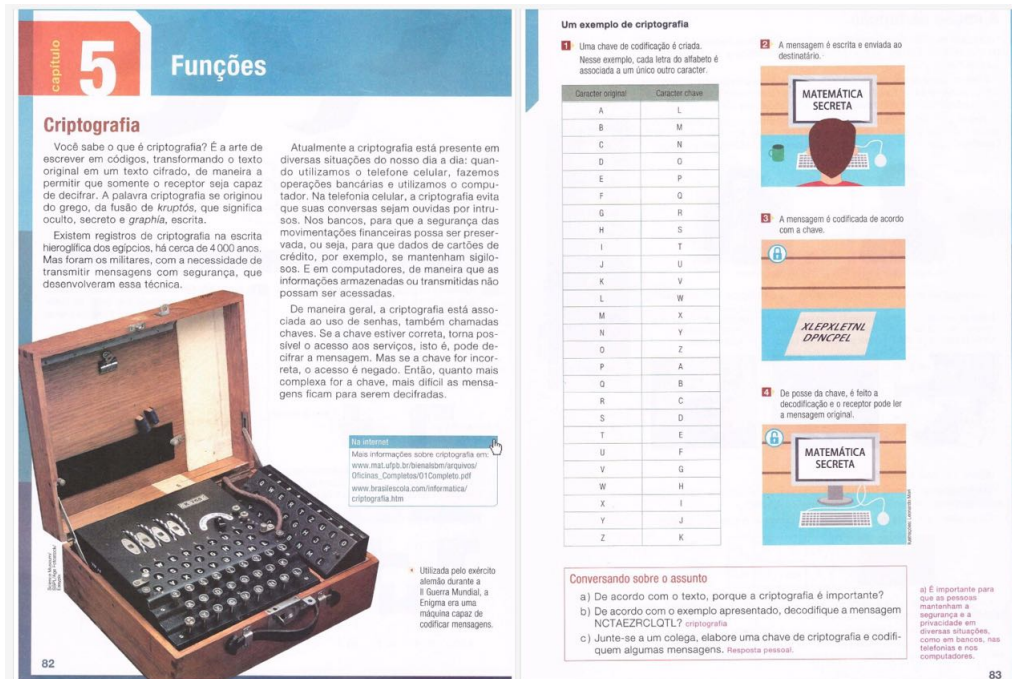 capítulo
5
Funções
Criptografia
Você sabe o que é criptografia? É a arte de
escrever em códigos, transformando o texto
original em um texto cifrado, de maneira a
permitir que somente o receptor seja capaz
de decifrar. A palavra criptografia se originou
do grego, da fusão de kruptós, que significa
oculto, secreto e graphia, escrita.
Existem registros de criptografia na escrita
hieroglífica dos egípcios, há cerca de 4 000 anos.
Mas foram os militares, com a necessidade de
transmitir mensagens com segurança, que
desenvolveram essa técnica.
Atualmente a criptografia está presente em
diversas situações do nosso dia a dia: quan-
do utilizamos o telefone celular, fazemos
operações bancárias e utilizamos o compu-
tador. Na telefonia celular, a criptografia evita
que suas conversas sejam ouvidas por intru-
sos. Nos bancos, para que a segurança das
movimentações financeiras possa ser preser-
vada, ou seja, para que dados de cartões de
crédito, por exemplo, se mantenham sigilo-
sos. E em computadores, de maneira que as
informações armazenadas ou transmitidas não
possam ser acessadas.
De maneira geral, a criptografia está asso-
ciada ao uso de senhas, também chamadas
chaves. Se a chave estiver correta, torna pos-
sível o acesso aos serviços, isto é, pode de-
cifrar a mensagem. Mas se a chave for incor-
reta, o acesso é negado. Então, quanto mais
complexa for a chave, mais difícil as mensa-
gens ficam para serem decifradas.
Na internet
Mais informações sobre criptografia em:
www.mat.ufpb.br/bienalsbm/arquivos/
Oficinas_Completos/01Completo.pdf
www.brasilescola.com/informatica/
criptografia.htm
Utilizada pelo exército
alemão durante a
II Guerra Mundial, a
Enigma era uma
máquina capaz de
codificar mensagens.
82
Um exemplo de criptografia
1 Uma chave de codificação é criada.
Nesse exemplo, cada letra do alfabeto é
associada a um único outro caracter.
Caracter original Caracter chave
A L
B M
C N
D O
E P
F Q
G R
H S
I T
J U
K V
L W
M X
N Y
O Z
P A
Q B
R C
S D
T E
U F
V G
W H
X I
Y J
Z K
2 A mensagem é escrita e enviada ao
destinatário.
MATEMÁTICA
SECRETA
3 A mensagem é codificada de acordo
com a chave.
XLEPXLETNL
DPNCPEL
4 De posse da chave, é feito a
decodificação e o receptor pode ler
a mensagem original.
MATEMÁTICA
SECRETA
Conversando sobre o assunto
a) De acordo com o texto, porque a criptografia é importante?
b) De acordo com o exemplo apresentado, decodifique a mensagem
NCTAEZRCLQTL? criptografia
c) Junte-se a um colega, elabore uma chave de criptografia e codifi-
quem algumas mensagens. Resposta pessoal.
a) É importante para
que as pessoas
mantenham a
segurança e a
privacidade em
diversas situações,
como em bancos, nas
telefonias e nos
computadores.
83